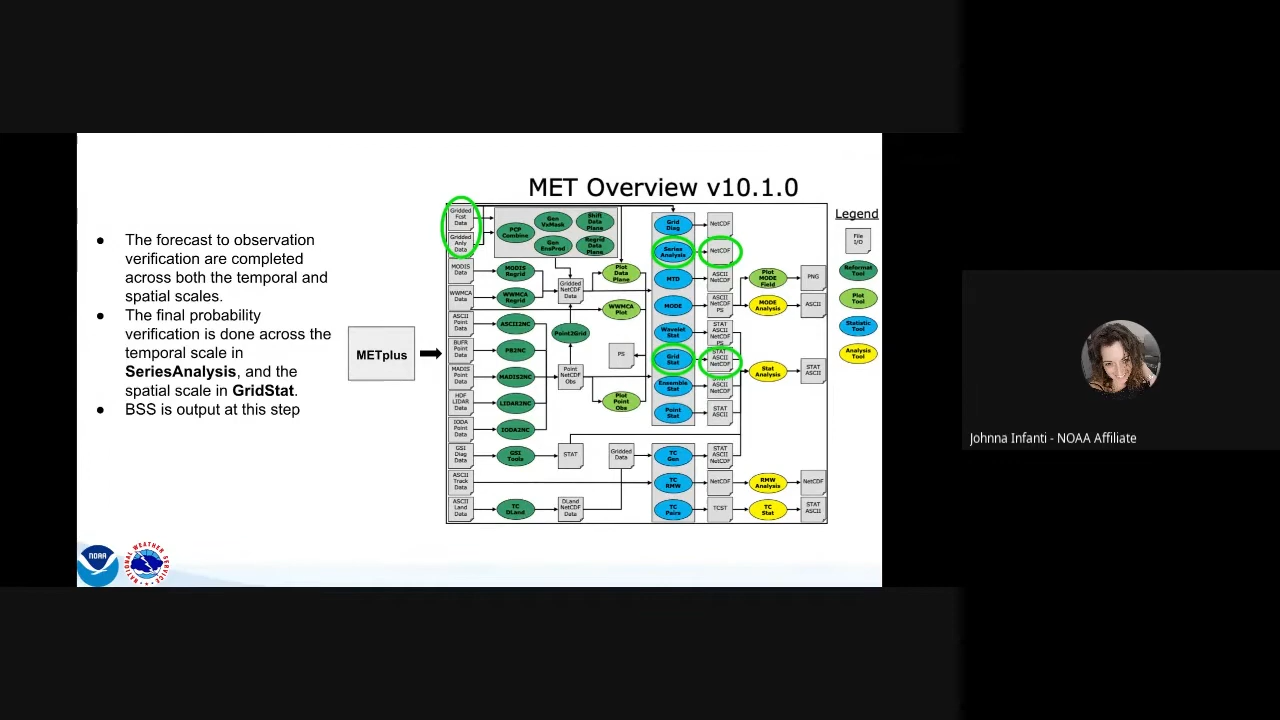 MET Overview v10.1.0
● The forecast to observation
verification are completed
across both the temporal and
spatial scales.
● The final probability
verification is done across the
temporal scale in
SeriesAnalysis, and the
spatial scale in GridStat.
● BSS is output at this step
METplus
Gridded
Fcst
Data
Gridded
Anly
Data
MODIS
Data
WWMCA
Data
ASCII
Point
Data
BUFR
Point
Data
MADIS
Point
Data
HDF
LIDAR
Data
IODA
Point
Data
GSI
Diag
Data
ASCII
Track
Data
ASCII
Land
Data
PCP
Combine
Gen
VxMask
Shift
Data
Plane
Gen
EnsProd
Regrid
Data
Plane
MODIS
Regrid
WWMCA
Regrid
ASCII2NC
PB2NC
MADIS2NC
LIDAR2NC
IODA2NC
GSI
Tools
TC
DLand
Gridded
NetCDF
Data
Point2Grid
Point
NetCDF
Obs
STAT
DLand
NetCDF
Data
Plot
Data
Plane
WWMCA
Plot
PS
Plot
Point
Obs
Gridded
Data
Grid
Diag
Series
Analysis
MTD
MODE
Wavelet
Stat
Grid
Stat
Ensemble
Stat
Point
Stat
TC
Gen
TC
RMW
TC
Pairs
NetCDF
NetCDF
ASCII
NetCDF
ASCII
NetCDF
PS
STAT
ASCII
NetCDF
PS
STAT
ASCII
NetCDF
STAT
ASCII
NetCDF
STAT
ASCII
STAT
ASCII
NetCDF
NetCDF
TCST
Plot
MODE
Field
MODE
Analysis
Stat
Analysis
RMW
Analysis
TC
Stat
PNG
ASCII
STAT
ASCII
NetCDF
STAT
ASCII
Legend
File
I/O
Reformat
Tool
Plot
Tool
Statistic
Tool
Analysis
Tool
NOAA
NATIONAL WEATHER SERVICE
Johnna Infanti - NOAA Affiliate